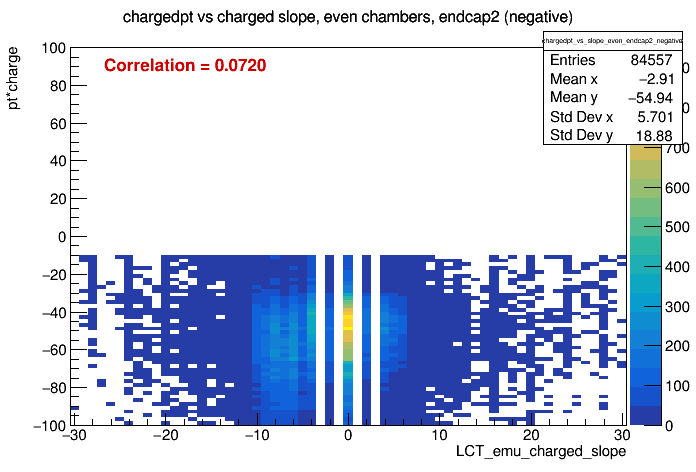 chargedpt vs charged slope, even chambers, endcap2 (negative)
chargedpt_vs_slope_even_endcap2_negative
Entries 84557
Mean x −2.91
Mean y −54.94
Std Dev x 5.701
Std Dev y 18.88
Correlation = 0.0720
pt*charge
100
80
60
40
20
0
−20
−40
−60
−80
−100
−30 −20 −10 0 10 20 30
LCT_emu_charged_slope
700
600
500
400
300
200
100
0